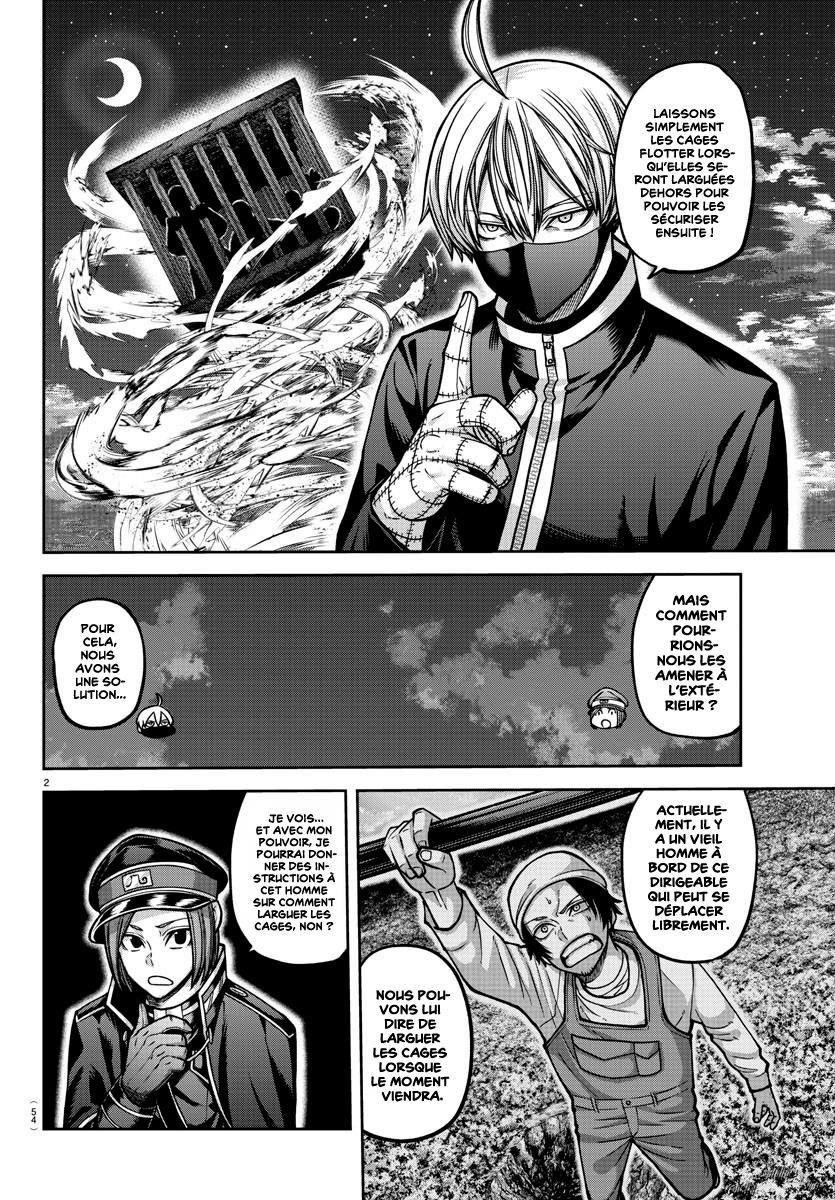 LAISSONS
SIMPLEMENT
LES CAGES
FLOTTER LORS-
QU'ELLES SE-
RONT LARGUÉES
DEHORS POUR
POUVOIR LES
SÉCURISER
ENSUITE !
MAIS
COMMENT
POUR-
RIONS-
NOUS LES
AMENER À
L'EXTÉ-
RIEUR ?
POUR
CELA,
NOUS
AVONS
UNE SO-
LUTION...
2
ACTUELLE-
MENT, IL Y
A UN VIEIL
HOMME À
BORD DE CE
DIRIGEABLE
QUI PEUT SE
DÉPLACER
LIBREMENT.
NOUS POU-
VONS LUI
DIRE DE
LARGUER
LES CAGES
LORSQUE
LE MOMENT
VIENDRA.
JE VOIS...
ET AVEC MON
POUVOIR, JE
POURRAI DON-
NER DES INS-
TRUCTIONS À
CET HOMME
SUR COMMENT
LARGUER LES
CAGES, NON ?
九
(54)